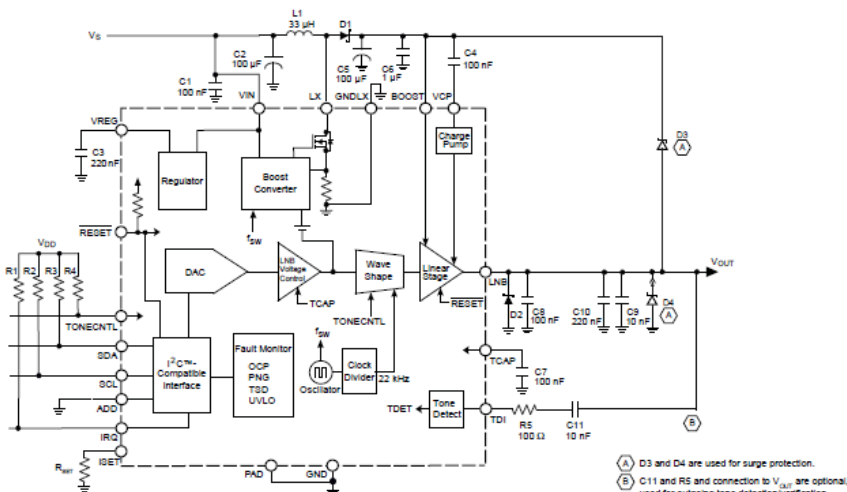 L1
33 µH
D1
VS
C2
100 µF
C5
100 µF
C6
1 µF
C4
100 nF
C1
100 nF
VIN
LX
GNDLX
BOOST
VCP
VREG
C3
220 nF
Regulator
Boost
Converter
Charge
Pump
D3
A
RESET
fSW
VDD
R1
R2
R3
R4
DAC
LNB
Voltage
Control
Wave
Shape
Linear
Stage
LNB
VOUT
TCAP
TONECNTL
RESET
D2
C8
100 nF
C10
220 nF
C9
10 nF
D4
A
TONECNTL
SDA
SCL
ADD
IRQ
ISET
I2C™-
Compatible
Interface
Fault Monitor
OCP
PNG
TSD
UVLO
fSW
Oscillator
Clock
Divider
22 kHz
TCAP
C7
100 nF
TDET
Tone
Detect
TDI
R5
100 Ω
C11
10 nF
B
RSET
PAD
GND
A D3 and D4 are used for surge protection.
B C11 and R5 and connection to VOUT are optional,